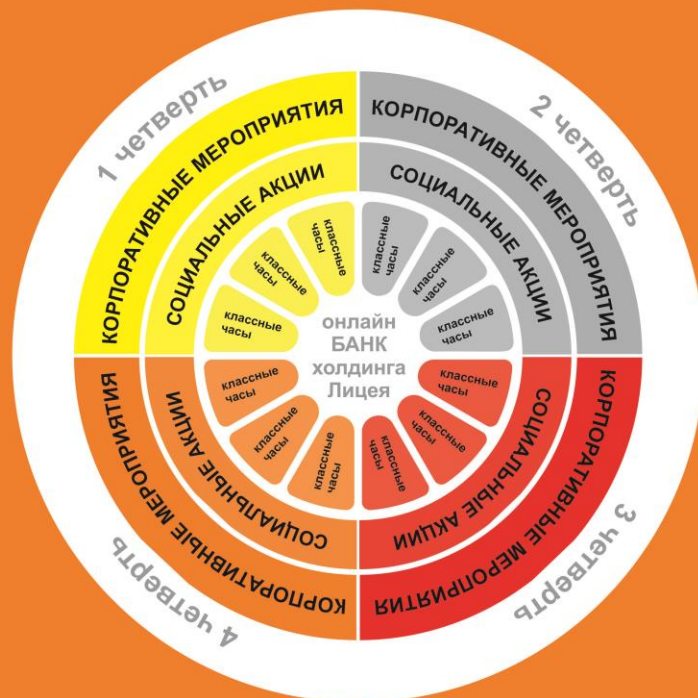 1 четверть
КОРПОРАТИВНЫЕ МЕРОПРИЯТИЯ
СОЦИАЛЬНЫЕ АКЦИИ
классные
часы
классные
часы
классные
часы
2 четверть
КОРПОРАТИВНЫЕ МЕРОПРИЯТИЯ
СОЦИАЛЬНЫЕ АКЦИИ
классные
часы
классные
часы
классные
часы
онлайн
БАНК
холдинга
Лицея
3 четверть
КОРПОРАТИВНЫЕ МЕРОПРИЯТИЯ
СОЦИАЛЬНЫЕ АКЦИИ
классные
часы
классные
часы
классные
часы
4 четверть
КОРПОРАТИВНЫЕ МЕРОПРИЯТИЯ
СОЦИАЛЬНЫЕ АКЦИИ
классные
часы
классные
часы
классные
часы